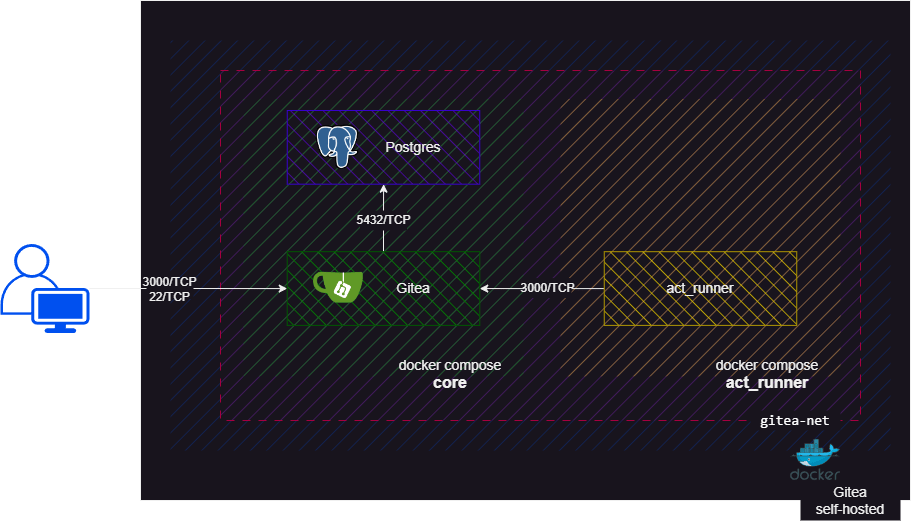 Postgres
5432/TCP
3000/TCP
22/TCP
Gitea
3000/TCP
act_runner
docker compose
core
docker compose
act_runner
gitea-net
docker
Gitea
self-hosted